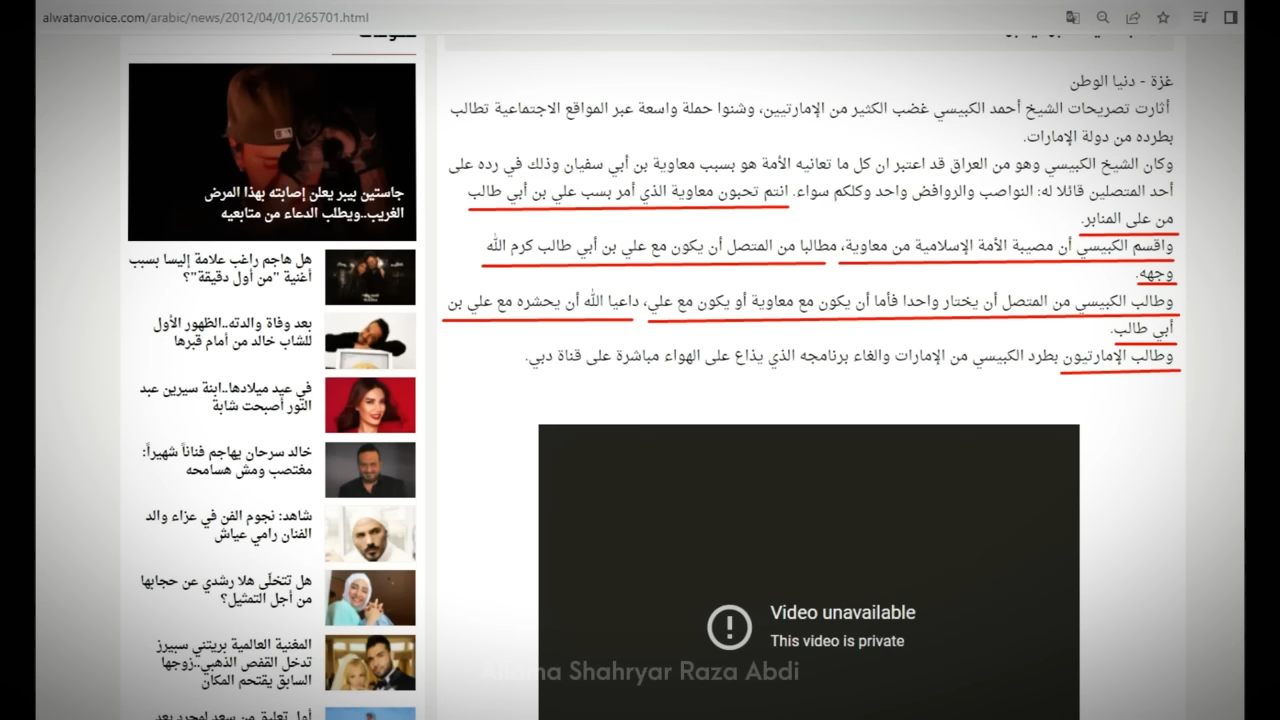 alwatanvoice.com/arabic/news/2012/04/01/265701.html
غزة - دنيا الوطن
أثارت تصريحات الشيخ أحمد الكبيسي غضب الكثير من الإمارتيين، وشنوا حملة واسعة عبر المواقع الاجتماعية تطالب
بطرده من دولة الإمارات.
وكان الشيخ الكبيسي وهو من العراق قد اعتبر ان كل ما تعانيه الأمة هو بسبب معاوية بن أبي سفيان وذلك في رده على
أحد المتصلين قائلا له: النواصب والروافض واحد وكلكم سواء. انتم تحبون معاوية الذي أمر بسب علي بن أبي طالب
من على المنابر.
واقسم الكبيسي أن مصيبة الأمة الإسلامية من معاوية، مطالبا من المتصل أن يكون مع علي بن أبي طالب كرم الله
وجهه.
وطالب الكبيسي من المتصل أن يختار واحدا فأما أن يكون مع معاوية أو يكون مع علي، داعيا الله أن يحشره مع علي بن
أبي طالب.
وطالب الإمارتيون بطرد الكبيسي من الإمارات والغاء برنامجه الذي يذاع على الهواء مباشرة على قناة دبي.
Video unavailable
This video is private
جاستين بيبر يعلن إصابته بهذا المرض
الغريب..ويطلب الدعاء من متابعيه
هل هاجم راغب علامة إليسا بسبب
أغنية "من أول دقيقة"؟
بعد وفاة والدته..الظهور الأول
للشاب خالد من أمام قبرها
في عيد ميلادها..ابنة سيرين عبد
النور أصبحت شابة
خالد سرحان يهاجم فناناً شهيراً:
مغتصب ومش هسامحه
شاهد: نجوم الفن في عزاء والد
الفنان رامي عياش
هل تتخلّى هلا رشدي عن حجابها
من أجل التمثيل؟
المغنية العالمية بريتني سبيرز
تدخل القفص الذهبي..زوجها
السابق يقتحم المكان
أول تعليق من سعد لمجرد بعد
Allama Shahryar Raza Abdi